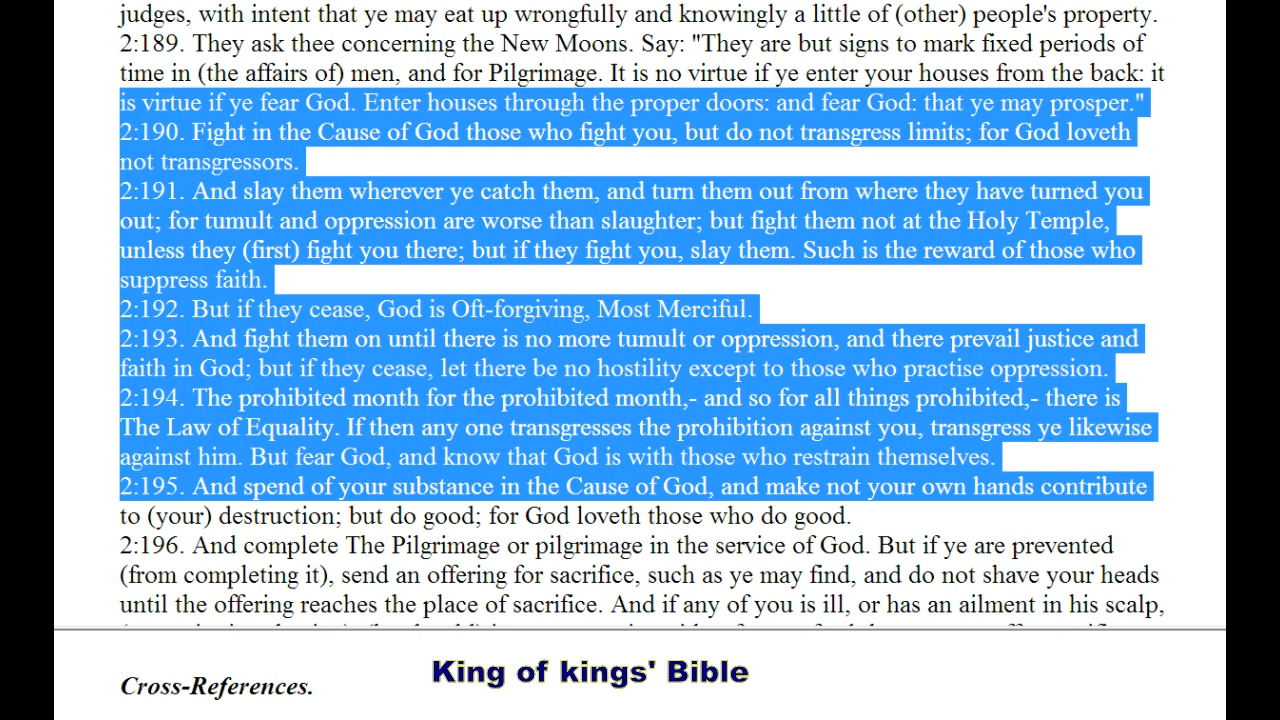 judges, with intent that ye may eat up wrongfully and knowingly a little of (other) people's property.
2:189. They ask thee concerning the New Moons. Say: "They are but signs to mark fixed periods of
time in (the affairs of) men, and for Pilgrimage. It is no virtue if ye enter your houses from the back: it
is virtue if ye fear God. Enter houses through the proper doors: and fear God: that ye may prosper."
2:190. Fight in the Cause of God those who fight you, but do not transgress limits; for God loveth
not transgressors.
2:191. And slay them wherever ye catch them, and turn them out from where they have turned you
out; for tumult and oppression are worse than slaughter; but fight them not at the Holy Temple,
unless they (first) fight you there; but if they fight you, slay them. Such is the reward of those who
suppress faith.
2:192. But if they cease, God is Oft-forgiving, Most Merciful.
2:193. And fight them on until there is no more tumult or oppression, and there prevail justice and
faith in God; but if they cease, let there be no hostility except to those who practise oppression.
2:194. The prohibited month for the prohibited month,- and so for all things prohibited,- there is
The Law of Equality. If then any one transgresses the prohibition against you, transgress ye likewise
against him. But fear God, and know that God is with those who restrain themselves.
2:195. And spend of your substance in the Cause of God, and make not your own hands contribute
to (your) destruction; but do good; for God loveth those who do good.
2:196. And complete The Pilgrimage or pilgrimage in the service of God. But if ye are prevented
(from completing it), send an offering for sacrifice, such as ye may find, and do not shave your heads
until the offering reaches the place of sacrifice. And if any of you is ill, or has an ailment in his scalp,
King of kings' Bible
Cross-References.